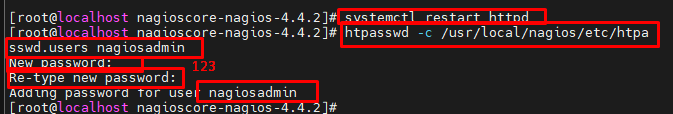 [root@localhost nagioscore-nagios-4.4.2]# systemctl restart httpd
[root@localhost nagioscore-nagios-4.4.2]# htpasswd -c /usr/local/nagios/etc/htpa
sswd.users nagiosadmin
New password:
123
Re-type new password:
Adding password for user nagiosadmin
[root@localhost nagioscore-nagios-4.4.2]#